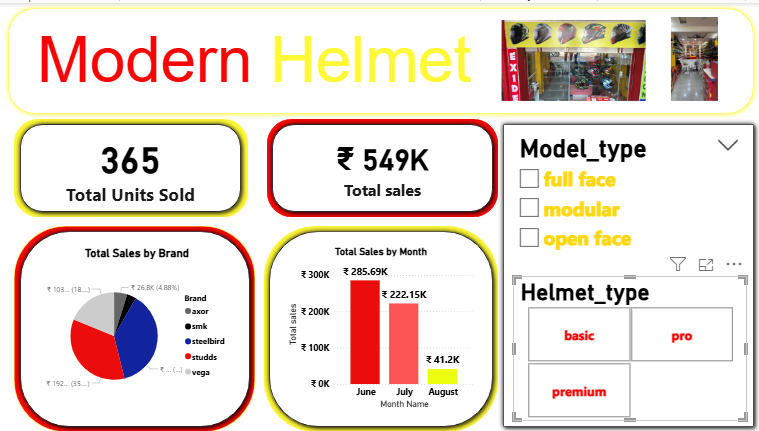 Modern Helmet
EXIDE
365
Total Units Sold
₹ 549K
Total sales
Model_type
full face
modular
open face
Total Sales by Brand
₹ 103... (18....)
₹ 26.8K (4.88%)
₹ ... (...)
₹ 192... (35....)
Brand
axor
smk
steelbird
studds
vega
Total Sales by Month
Total sales
₹ 300K
₹ 200K
₹ 100K
₹ 0K
₹ 285.69K
₹ 222.15K
₹ 41.2K
June
July
August
Month Name
Helmet_type
basic
pro
premium